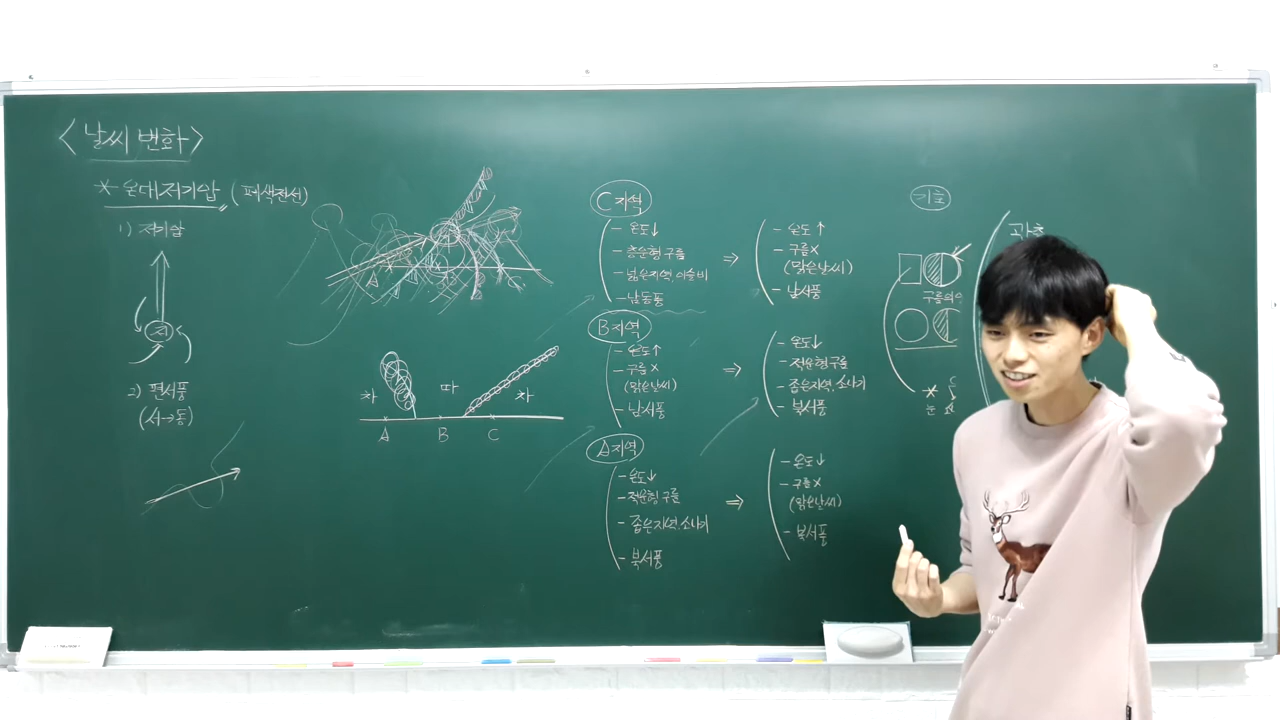 <날씨 변화>
* 온대저기압 (폐색전선)
1) 저기압
저
2) 편서풍
(서→동)
차 따 차
A B C
C 지역
- 온도↓
- 층운형 구름
- 넓은지역, 이슬비
- 남동풍
⇒
- 온도↑
- 구름X
(맑은날씨)
- 남서풍
B 지역
- 온도↑
- 구름X
(맑은날씨)
- 남서풍
⇒
- 온도↓
- 적운형 구름
- 좁은지역, 소나기
- 북서풍
A 지역
- 온도↓
- 적운형 구름
- 좁은지역, 소나기
- 북서풍
⇒
- 온도↓
- 구름X
(맑은날씨)
- 북서풍
기호
구름의
눈